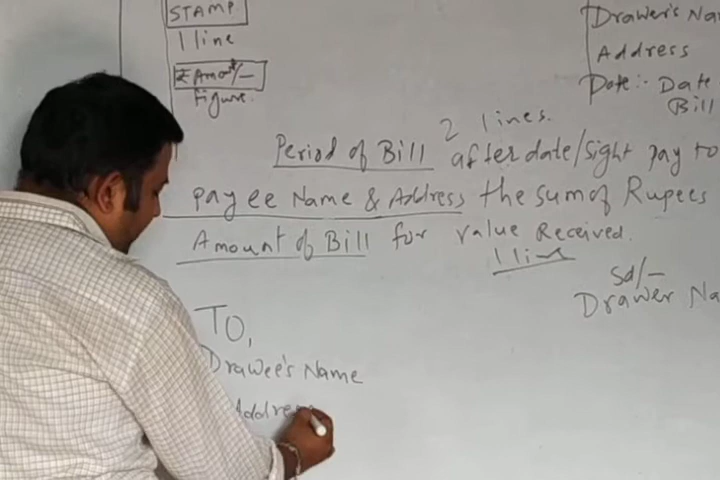 STAMP
1 line
₹ Amot/-
figure.
Drawer's Na
Address
Date:- Date
Bill
2 lines.
Period of Bill after date/sight pay to
payee Name & Address the sum of Rupees
Amount of Bill for value Received.
1 line
Sd/-
Drawer Na
TO,
Drawee's Name
Address